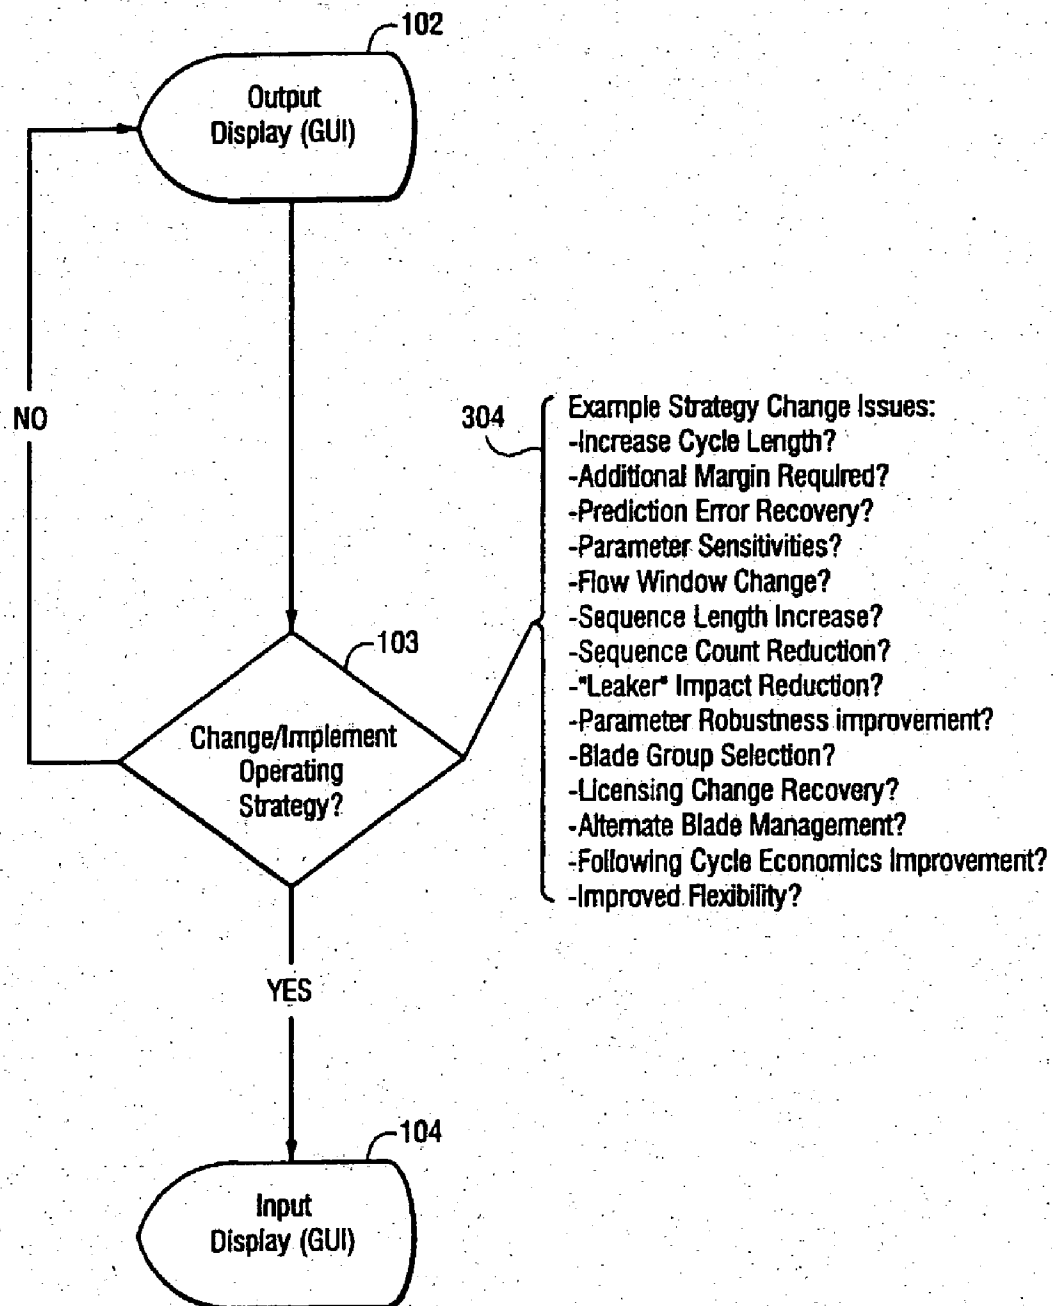 102
Output
Display (GUI)
NO
304
Example Strategy Change Issues:
-Increase Cycle Length?
-Additional Margin Required?
-Prediction Error Recovery?
-Parameter Sensitivities?
-Flow Window Change?
-Sequence Length Increase?
-Sequence Count Reduction?
-"Leaker" Impact Reduction?
-Parameter Robustness improvement?
-Blade Group Selection?
-Licensing Change Recovery?
-Alternate Blade Management?
-Following Cycle Economics Improvement?
-Improved Flexibility?
103
Change/Implement
Operating
Strategy?
YES
104
Input
Display (GUI)